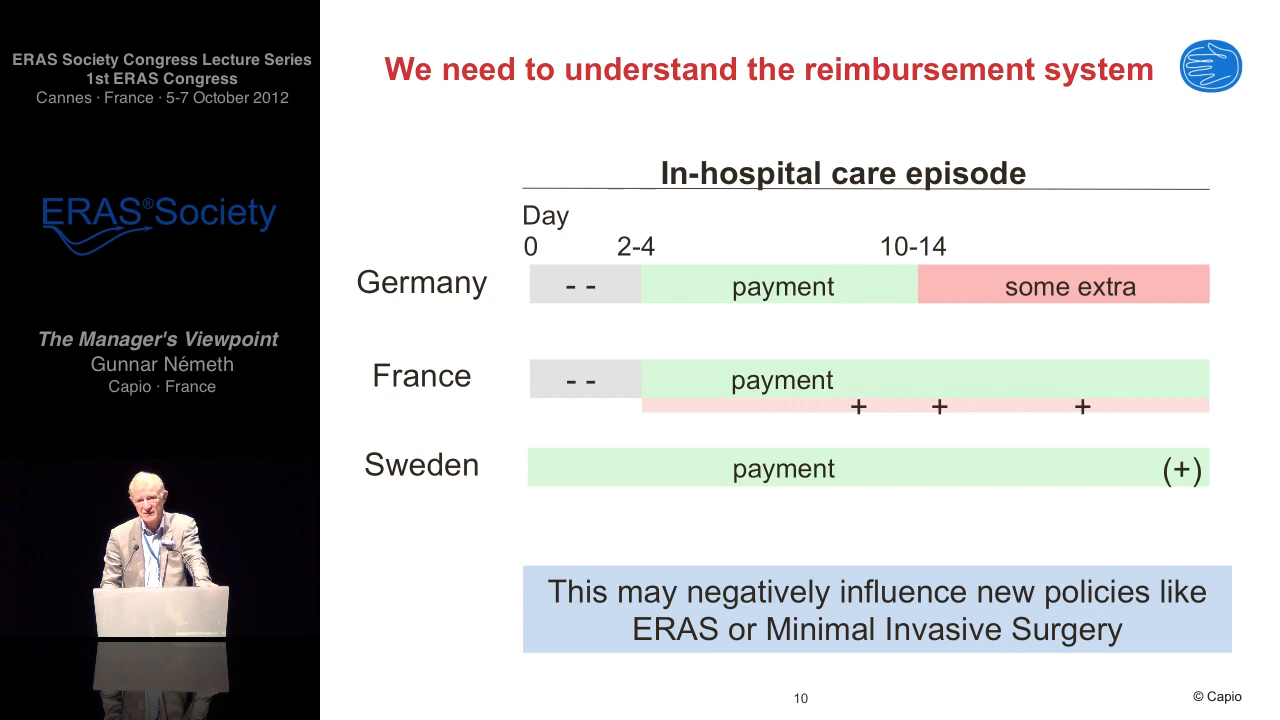 ERAS Society Congress Lecture Series
1st ERAS Congress
Cannes · France · 5-7 October 2012
ERAS®Society
The Manager's Viewpoint
Gunnar Németh
Capio · France
We need to understand the reimbursement system
In-hospital care episode
Day
0 2-4 10-14
Germany - - payment some extra
France - - payment
+ + +
Sweden payment (+)
This may negatively influence new policies like
ERAS or Minimal Invasive Surgery
10
© Capio